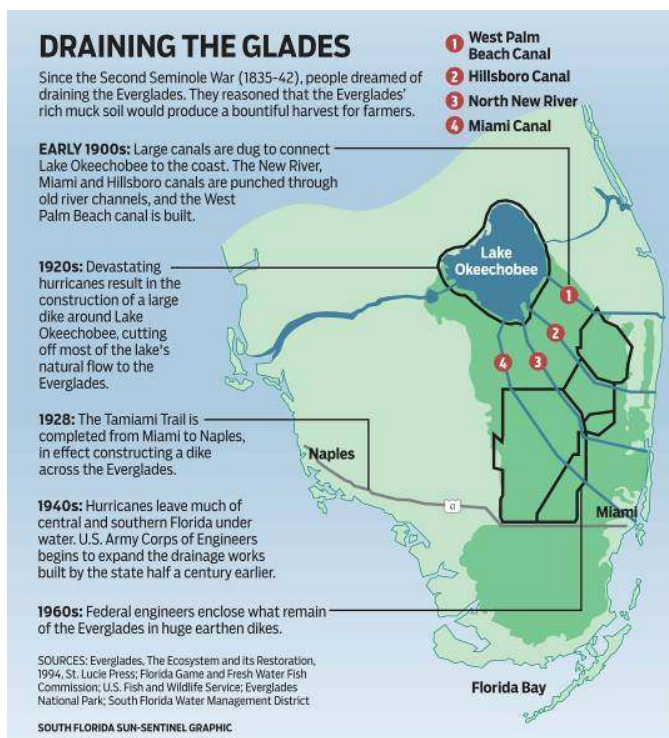 DRAINING THE GLADES
Since the Second Seminole War (1835-42), people dreamed of
draining the Everglades. They reasoned that the Everglades'
rich muck soil would produce a bountiful harvest for farmers.
1 West Palm
Beach Canal
2 Hillsboro Canal
3 North New River
4 Miami Canal
EARLY 1900s: Large canals are dug to connect
Lake Okeechobee to the coast. The New River,
Miami and Hillsboro canals are punched through
old river channels, and the West
Palm Beach canal is built.
1920s: Devastating
hurricanes result in the
construction of a large
dike around Lake
Okeechobee, cutting
off most of the lake's
natural flow to the
Everglades.
1928: The Tamiami Trail is
completed from Miami to Naples,
in effect constructing a dike
across the Everglades.
1940s: Hurricanes leave much of
central and southern Florida under
water. U.S. Army Corps of Engineers
begins to expand the drainage works
built by the state half a century earlier.
1960s: Federal engineers enclose what remain
of the Everglades in huge earthen dikes.
SOURCES: Everglades, The Ecosystem and its Restoration,
1994, St. Lucie Press; Florida Game and Fresh Water Fish
Commission; U.S. Fish and Wildlife Service; Everglades
National Park; South Florida Water Management District
SOUTH FLORIDA SUN-SENTINEL GRAPHIC
Lake
Okeechobee
1
2
3
4
Naples
41
Miami
Florida Bay